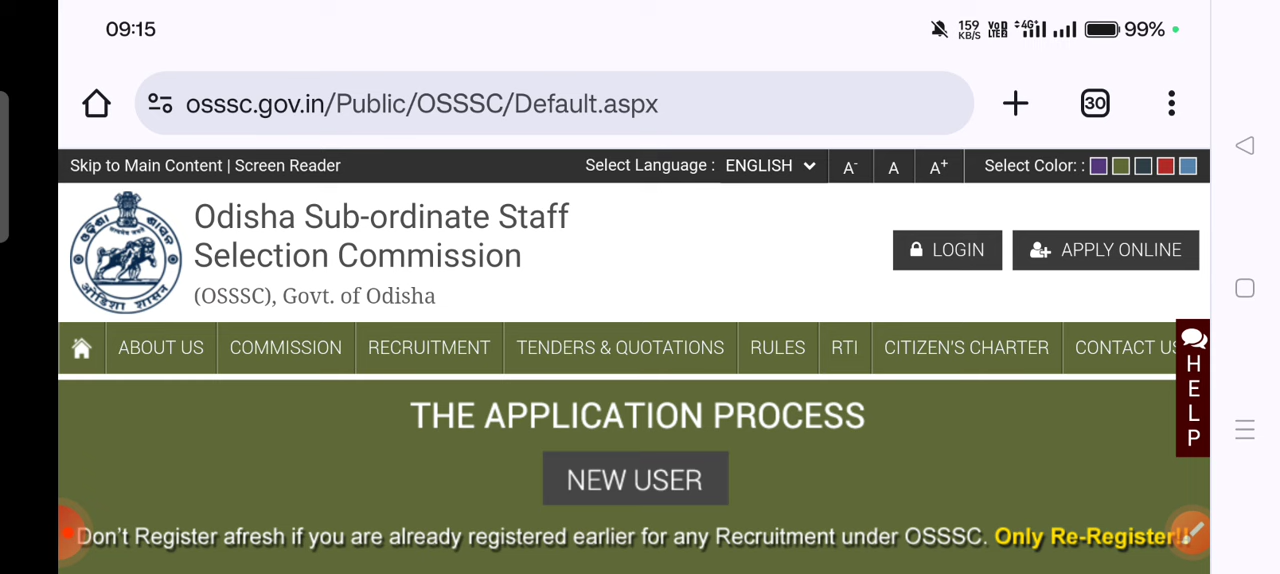 09:15
159 KB/S VoD LTE 4G+ 99%
osssc.gov.in/Public/OSSSC/Default.aspx
30
Skip to Main Content | Screen Reader
Select Language : ENGLISH
A-
A
A+
Select Color: :
Odisha Sub-ordinate Staff
Selection Commission
(OSSSC), Govt. of Odisha
LOGIN
APPLY ONLINE
ABOUT US
COMMISSION
RECRUITMENT
TENDERS & QUOTATIONS
RULES
RTI
CITIZEN'S CHARTER
CONTACT US
HELP
THE APPLICATION PROCESS
NEW USER
Don't Register afresh if you are already registered earlier for any Recruitment under OSSSC. Only Re-Register!!